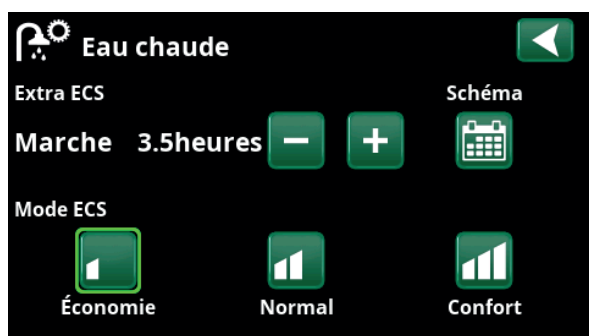 Eau chaude
Extra ECS
Schéma
Marche 3.5heures
Mode ECS
Économie
Normal
Confort